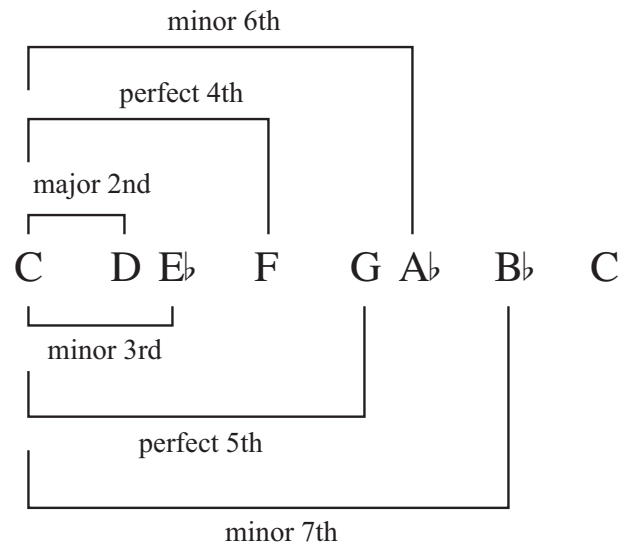 minor 6th
perfect 4th
major 2nd
C D E♭ F G A♭ B♭ C
minor 3rd
perfect 5th
minor 7th